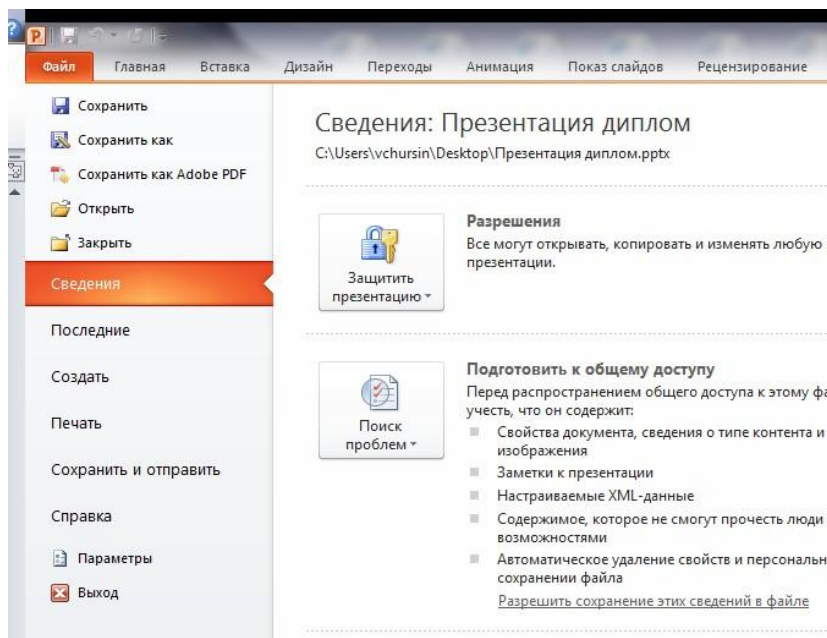 Файл Главная Вставка Дизайн Переходы Анимация Показ слайдов Рецензирование
Сохранить
Сохранить как
Сохранить как Adobe PDF
Открыть
Закрыть
Сведения
Последние
Создать
Печать
Сохранить и отправить
Справка
Параметры
Выход
Сведения: Презентация диплом
C:\Users\vchursin\Desktop\Презентация диплом.pptx
Защитить
презентацию
Разрешения
Все могут открывать, копировать и изменять любую
презентации.
Поиск
проблем
Подготовить к общему доступу
Перед распространением общего доступа к этому фа
учесть, что он содержит:
Свойства документа, сведения о типе контента и
изображения
Заметки к презентации
Настраиваемые XML-данные
Содержимое, которое не смогут прочесть люди
возможностями
Автоматическое удаление свойств и персональн
сохранении файла
Разрешить сохранение этих сведений в файле